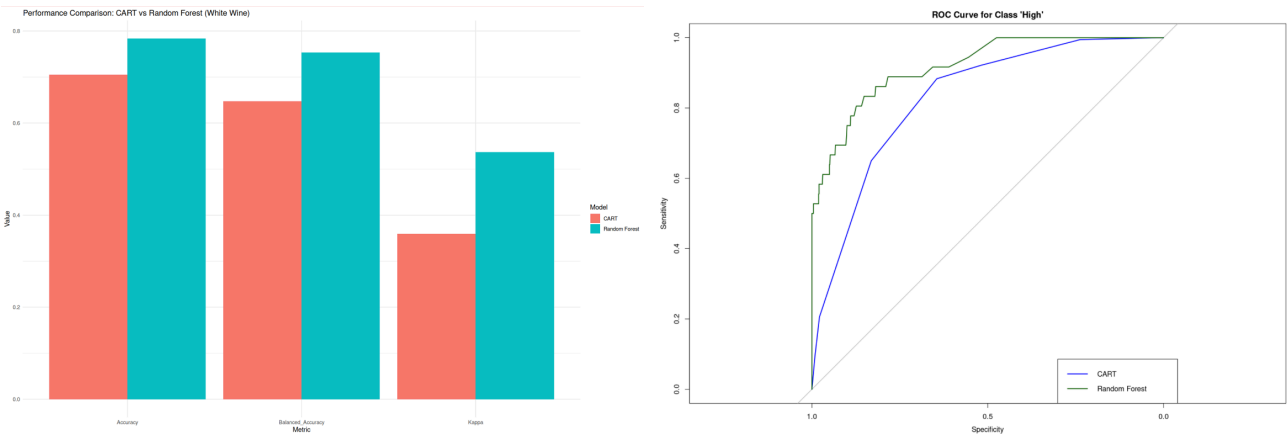 Performance Comparison: CART vs Random Forest (White Wine)
0.8
0.6
0.4
0.2
0.0
Value
Accuracy
Balanced_Accuracy
Kappa
Metric
Model
CART
Random Forest
ROC Curve for Class 'High'
1.0
0.8
0.6
0.4
0.2
0.0
Sensitivity
1.0
0.5
0.0
Specificity
CART
Random Forest